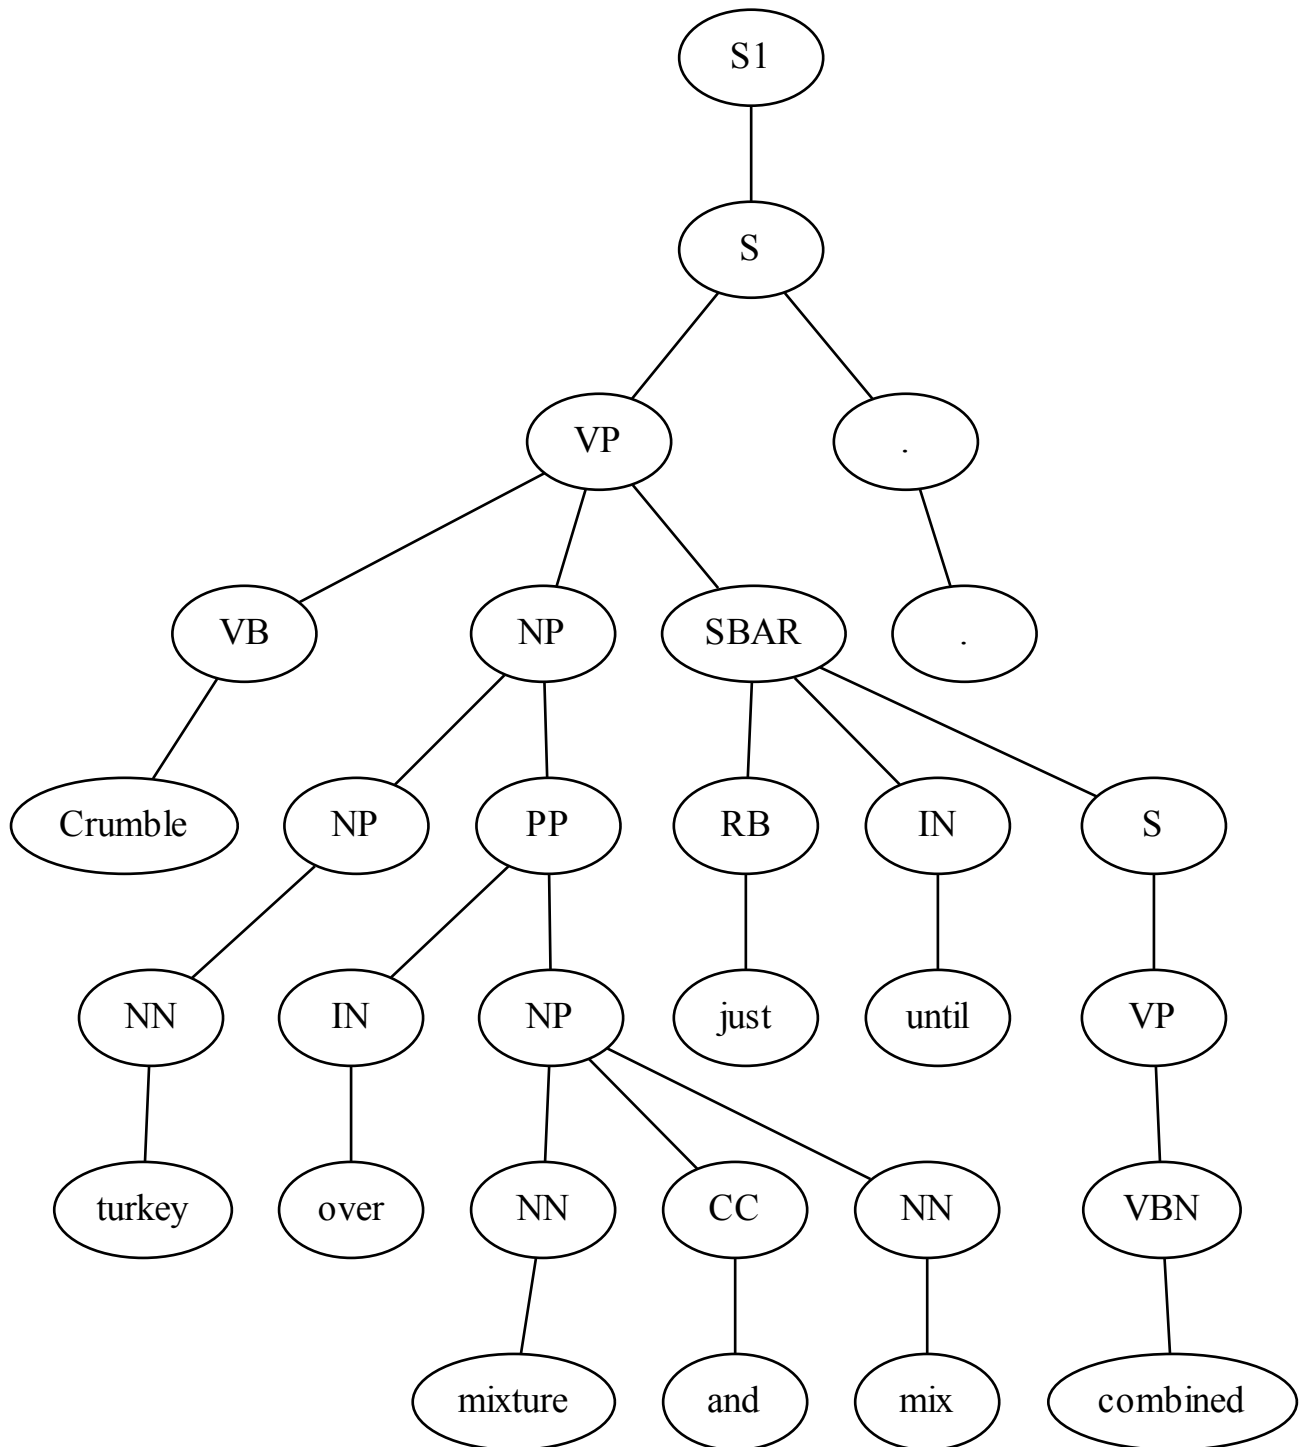 S1
S
VP .
VB NP SBAR .
Crumble NP PP RB IN S
NN IN NP just until VP
turkey over NN CC NN VBN
mixture and mix combined